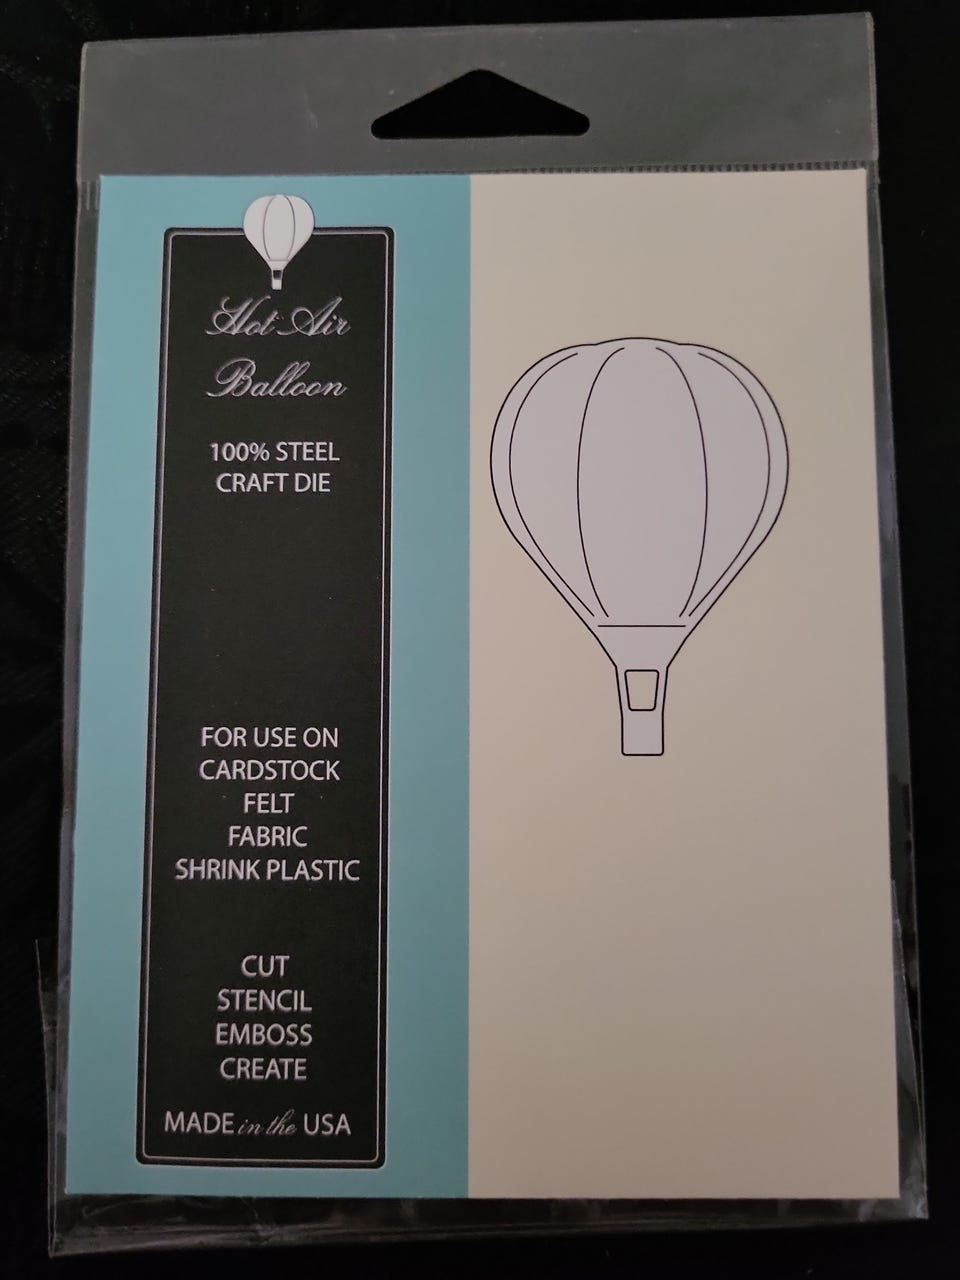 Hot Air
Balloon
100% STEEL
CRAFT DIE
FOR USE ON
CARDSTOCK
FELT
FABRIC
SHRINK PLASTIC
CUT
STENCIL
EMBOSS
CREATE
MADE in the USA